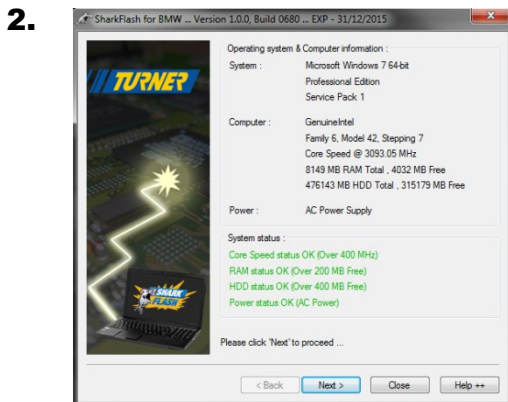 2.
SharkFlash for BMW ... Version 1.0.0, Build 0680 ... EXP - 31/12/2015
TURNER
SHARK
FLASH
Operating system & Computer information :
System : Microsoft Windows 7 64-bit
Professional Edition
Service Pack 1
Computer : GenuineIntel
Family 6, Model 42, Stepping 7
Core Speed @ 3093.05 MHz
8149 MB RAM Total , 4032 MB Free
476143 MB HDD Total , 315179 MB Free
Power : AC Power Supply
System status :
Core Speed status OK (Over 400 MHz)
RAM status OK (Over 200 MB Free)
HDD status OK (Over 400 MB Free)
Power status OK (AC Power)
Please click 'Next' to proceed ...
< Back Next > Close Help ++